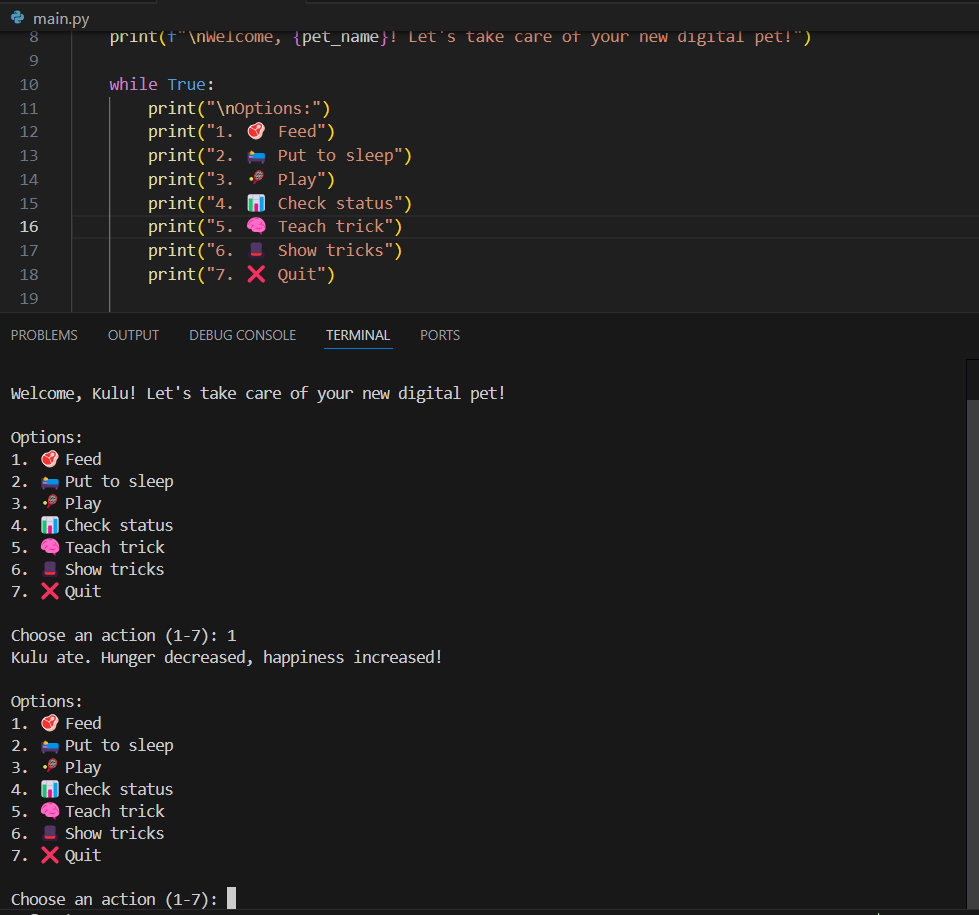 main.py
8 print(f"\nWelcome, {pet_name}! Let's take care of your new digital pet!")
9
10 while True:
11 print("\nOptions:")
12 print("1. 🥩 Feed")
13 print("2. 🛌 Put to sleep")
14 print("3. 🥍 Play")
15 print("4. 📊 Check status")
16 print("5. 🧠 Teach trick")
17 print("6. 🎩 Show tricks")
18 print("7. ❌ Quit")
19
PROBLEMS OUTPUT DEBUG CONSOLE TERMINAL PORTS
Welcome, Kulu! Let's take care of your new digital pet!
Options:
1. 🥩 Feed
2. 🛌 Put to sleep
3. 🥍 Play
4. 📊 Check status
5. 🧠 Teach trick
6. 🎩 Show tricks
7. ❌ Quit
Choose an action (1-7): 1
Kulu ate. Hunger decreased, happiness increased!
Options:
1. 🥩 Feed
2. 🛌 Put to sleep
3. 🥍 Play
4. 📊 Check status
5. 🧠 Teach trick
6. 🎩 Show tricks
7. ❌ Quit
Choose an action (1-7):